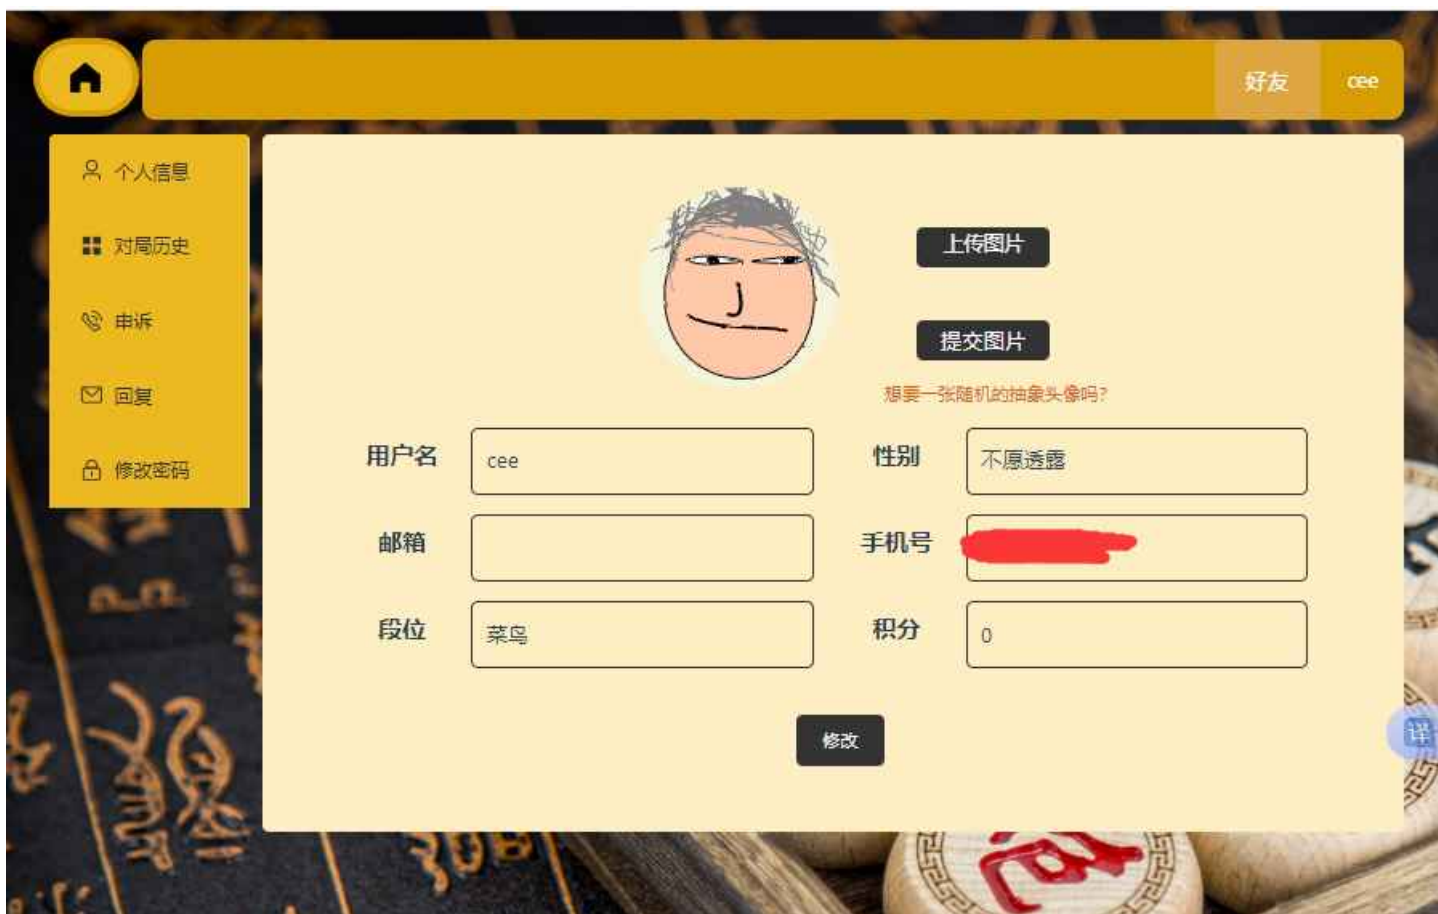 好友
cee
个人信息
对局历史
申诉
回复
修改密码
上传图片
提交图片
想要一张随机的抽象头像吗?
用户名
cee
性别
不愿透露
邮箱
手机号
段位
菜鸟
积分
0
修改
译